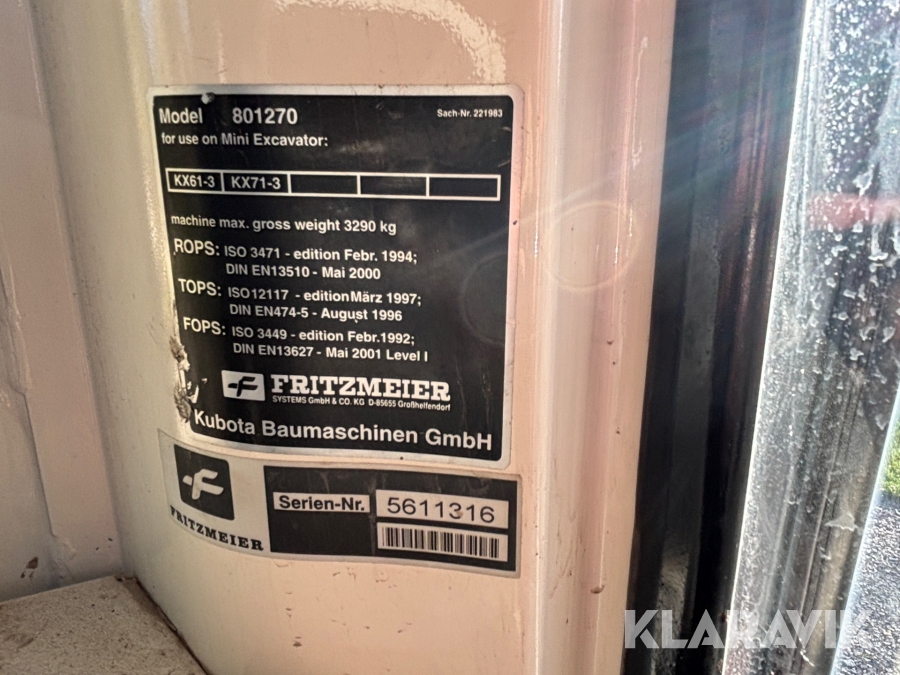 Model 801270 Sach-Nr. 221983
for use on Mini Excavator:
KX61-3 KX71-3
machine max. gross weight 3290 kg
ROPS: ISO 3471 - edition Febr. 1994;
DIN EN13510 - Mai 2000
TOPS: ISO12117 - edition März 1997;
DIN EN474-5 - August 1996
FOPS: ISO 3449 - edition Febr.1992;
DIN EN13627 - Mai 2001 Level I
FRITZMEIER
SYSTEMS GmbH & CO. KG D-85655 Großhelfendorf
Kubota Baumaschinen GmbH
FRITZMEIER
Serien-Nr. 5611316
KLARAVIK